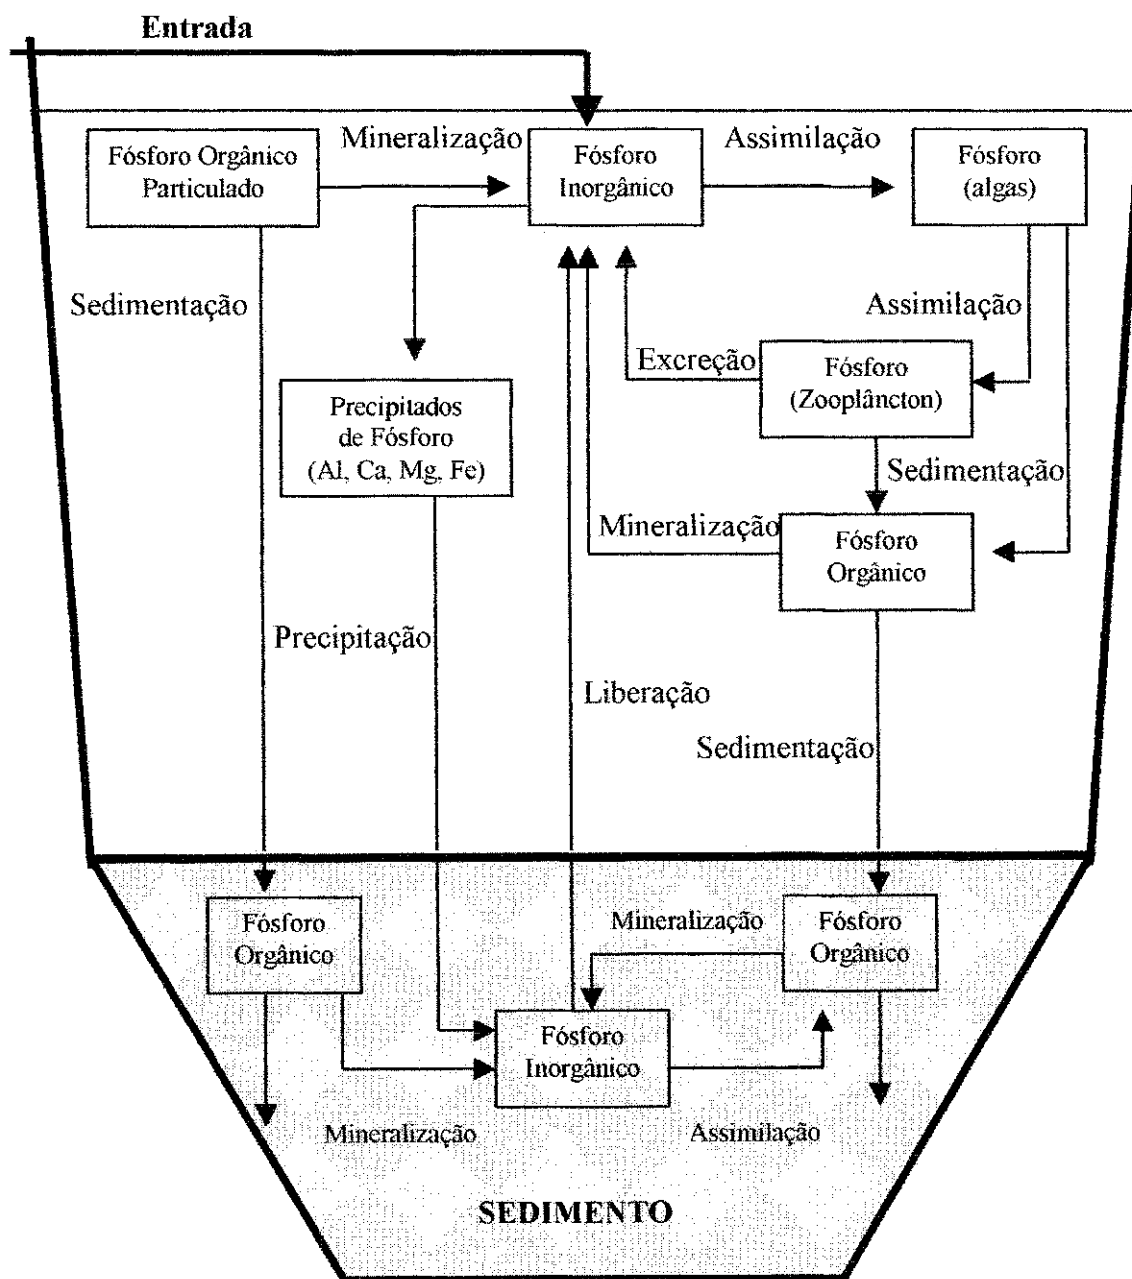 Entrada
Fósforo Orgânico
Particulado
Mineralização
Fósforo
Inorgânico
Assimilação
Fósforo
(algas)
Sedimentação
Assimilação
Excreção
Fósforo
(Zooplâncton)
Precipitados
de Fósforo
(Al, Ca, Mg, Fe)
Sedimentação
Mineralização
Fósforo
Orgânico
Precipitação
Liberação
Sedimentação
Fósforo
Orgânico
Mineralização
Fósforo
Orgânico
Fósforo
Inorgânico
Mineralização
Assimilação
SEDIMENTO